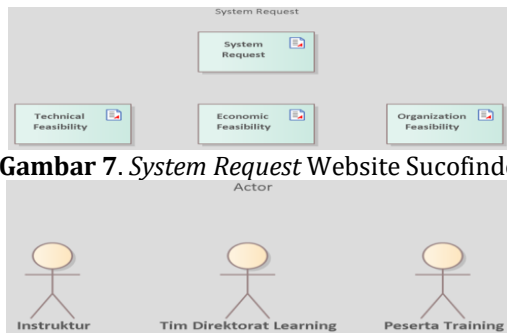 System Request
System
Request
Technical
Feasibility
Economic
Feasibility
Organization
Feasibility
Gambar 7. System Request Website Sucofindo
Actor
Instruktur
Tim Direktorat Learning
Peserta Training